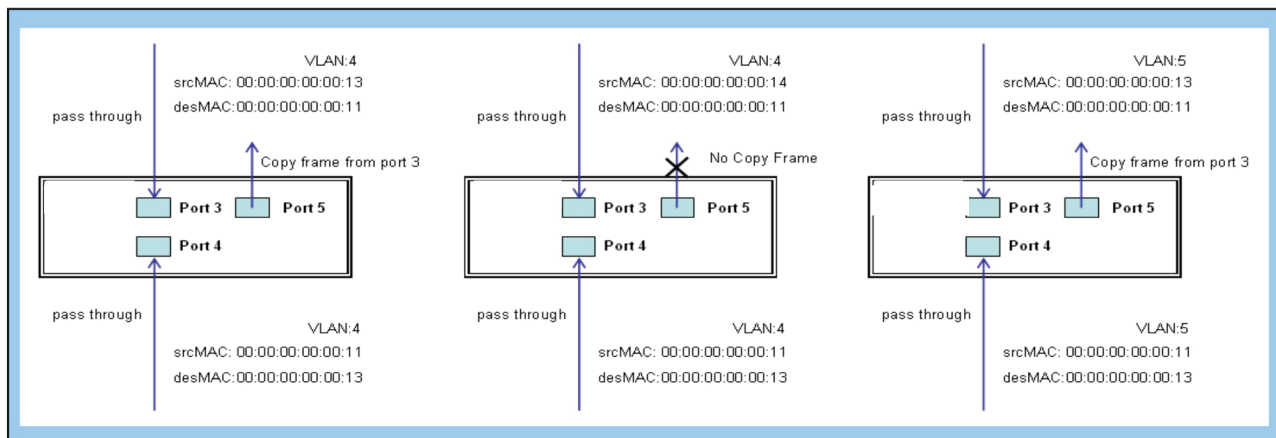 VLAN:4
srcMAC: 00:00:00:00:00:13
desMAC:00:00:00:00:00:11
pass through
Copy frame from port 3
Port 3
Port 5
Port 4
pass through
VLAN:4
srcMAC: 00:00:00:00:00:11
desMAC:00:00:00:00:00:13
VLAN:4
srcMAC: 00:00:00:00:00:14
desMAC:00:00:00:00:00:11
pass through
No Copy Frame
Port 3
Port 5
Port 4
pass through
VLAN:4
srcMAC: 00:00:00:00:00:11
desMAC:00:00:00:00:00:13
VLAN:5
srcMAC: 00:00:00:00:00:13
desMAC:00:00:00:00:00:11
pass through
Copy frame from port 3
Port 3
Port 5
Port 4
pass through
VLAN:5
srcMAC: 00:00:00:00:00:11
desMAC:00:00:00:00:00:13